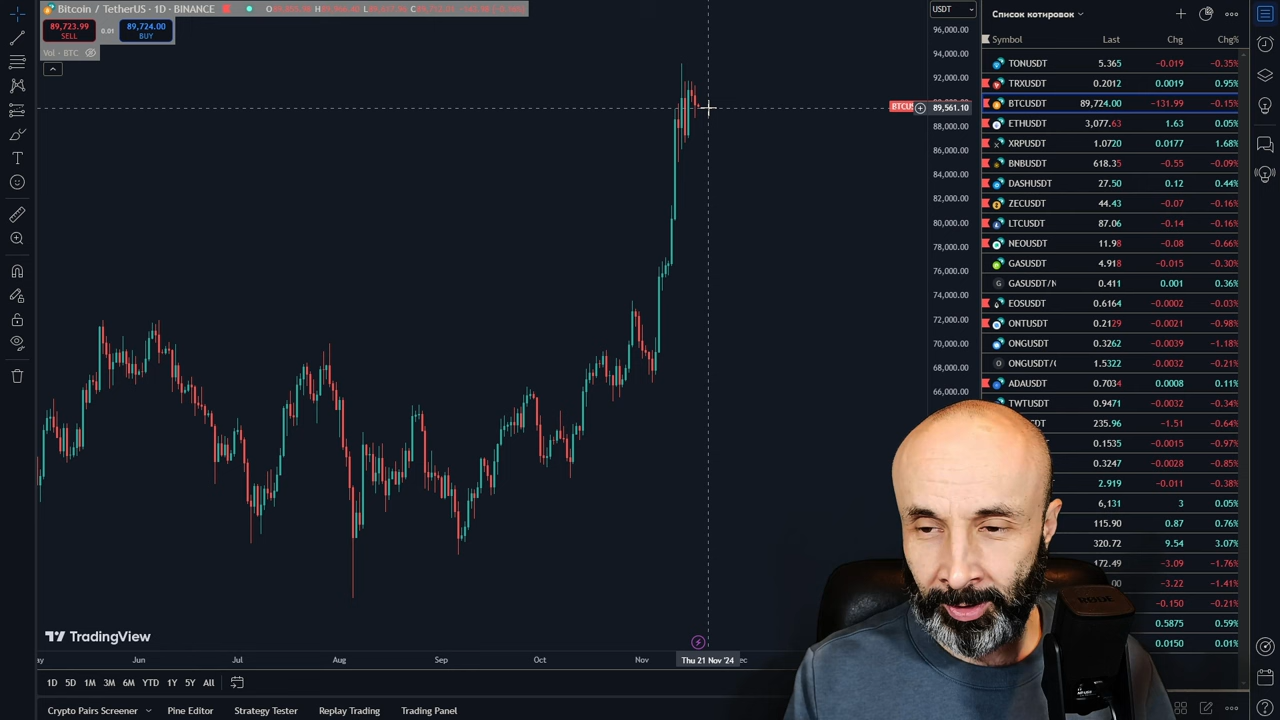 Bitcoin / TetherUS · 1D · BINANCE
89,723.99
SELL
0.01
89,724.00
BUY
Vol · BTC
USDT
96,000.00
94,000.00
92,000.00
BTCUS
89,561.10
88,000.00
86,000.00
84,000.00
82,000.00
80,000.00
78,000.00
76,000.00
74,000.00
72,000.00
70,000.00
68,000.00
66,000.00
TradingView
Jun Jul Aug Sep Oct Nov Thu 21 Nov '24
1D 5D 1M 3M 6M YTD 1Y 5Y All
Crypto Pairs Screener Pine Editor Strategy Tester Replay Trading Trading Panel
Список котировок
Symbol Last Chg Chg%
TONUSDT 5.365 −0.019 −0.35%
TRXUSDT 0.2012 0.0019 0.95%
BTCUSDT 89,724.00 −131.99 −0.15%
ETHUSDT 3,077.63 1.63 0.05%
XRPUSDT 1.0720 0.0177 1.68%
BNBUSDT 618.35 −0.55 −0.09%
DASHUSDT 27.50 0.12 0.44%
ZECUSDT 44.43 −0.07 −0.16%
LTCUSDT 87.06 −0.14 −0.16%
NEOUSDT 11.98 −0.08 −0.66%
GASUSDT 4.918 −0.015 −0.30%
GASUSDT/N 0.411 0.001 0.36%
EOSUSDT 0.6164 −0.0002 −0.03%
ONTUSDT 0.2129 −0.0021 −0.98%
ONGUSDT 0.3262 −0.0039 −1.18%
ONGUSDT/ 1.5322 −0.0032 −0.21%
ADAUSDT 0.7034 0.0008 0.11%
TWTUSDT 0.9471 −0.0032 −0.34%
235.96 −1.51 −0.64%
0.1535 −0.0015 −0.97%
0.3247 −0.0028 −0.85%
2.919 −0.011 −0.38%
6,131 3 0.05%
115.90 0.87 0.76%
320.72 9.54 3.07%
172.49 −3.09 −1.76%
−3.22 −1.41%
−0.150 −0.21%
0.5875 0.59%
0.0150 0.01%
RODE